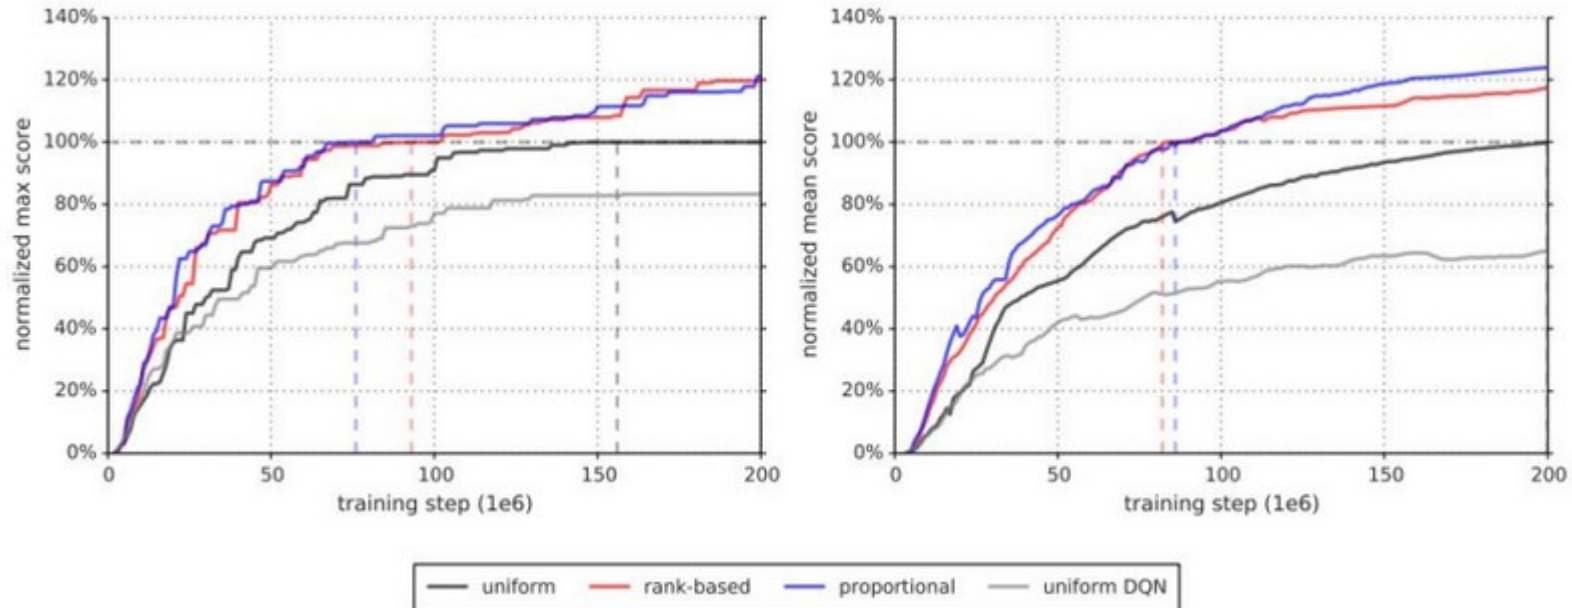 140%
120%
100%
80%
60%
40%
20%
0%
normalized max score
0 50 100 150 200
training step (1e6)
140%
120%
100%
80%
60%
40%
20%
0%
normalized mean score
0 50 100 150 200
training step (1e6)
uniform rank-based proportional uniform DQN